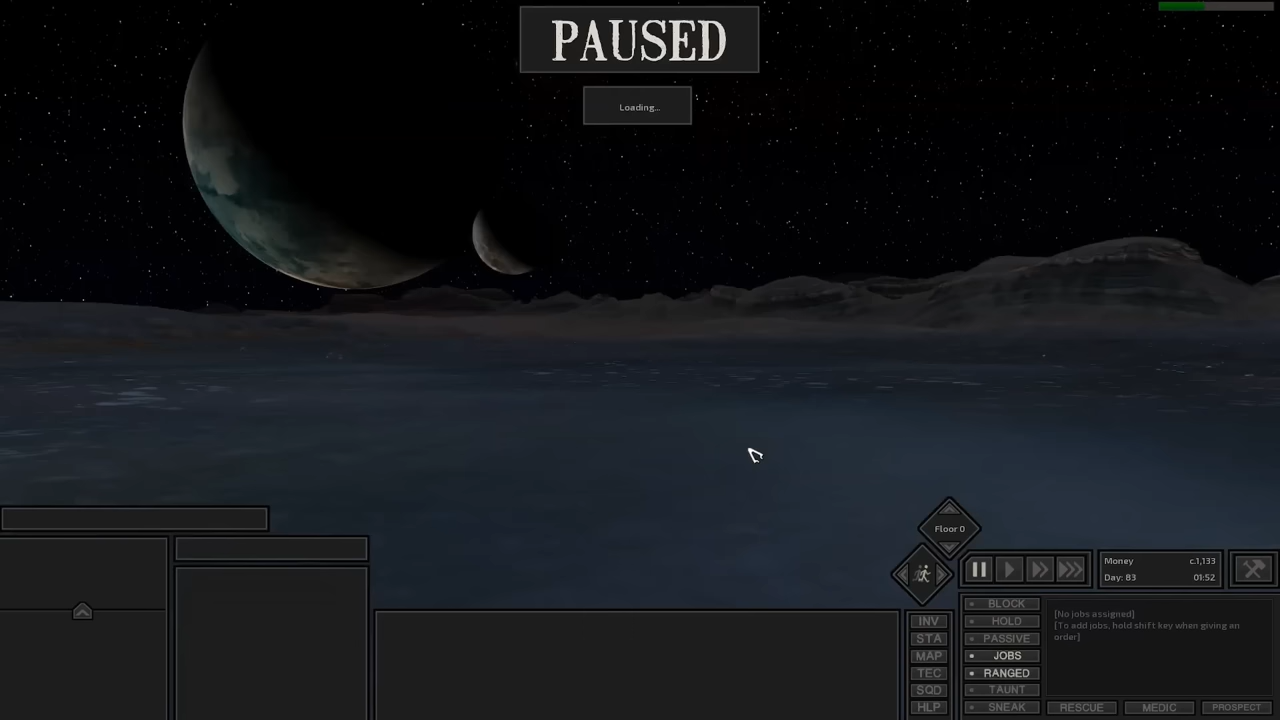 PAUSED
Loading...
Floor 0
Money c.1,133
Day: 83 01:52
INV
STA
MAP
TEC
SQD
HLP
BLOCK
HOLD
PASSIVE
JOBS
RANGED
TAUNT
SNEAK
[No jobs assigned]
[To add jobs, hold shift key when giving an
order]
RESCUE MEDIC PROSPECT